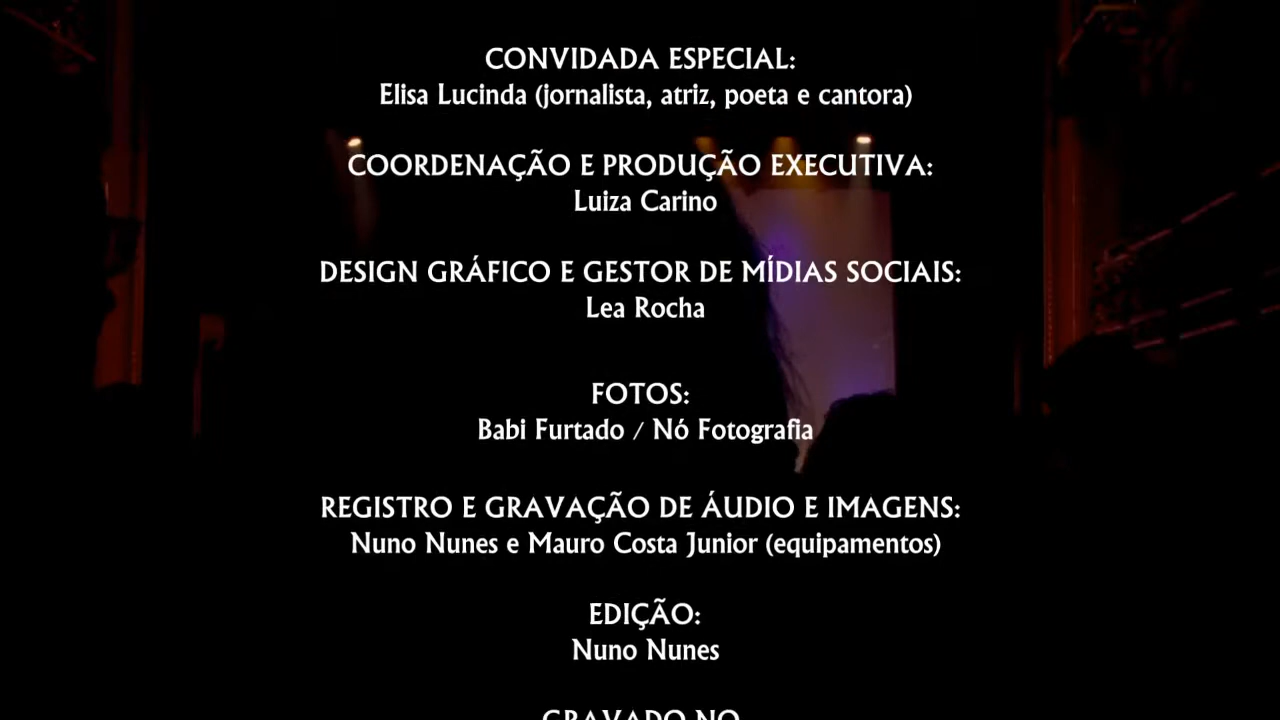 CONVIDADA ESPECIAL:
Elisa Lucinda (jornalista, atriz, poeta e cantora)
COORDENAÇÃO E PRODUÇÃO EXECUTIVA:
Luiza Carino
DESIGN GRÁFICO E GESTOR DE MÍDIAS SOCIAIS:
Lea Rocha
FOTOS:
Babi Furtado / Nó Fotografia
REGISTRO E GRAVAÇÃO DE ÁUDIO E IMAGENS:
Nuno Nunes e Mauro Costa Junior (equipamentos)
EDIÇÃO:
Nuno Nunes
GRAVADO NO